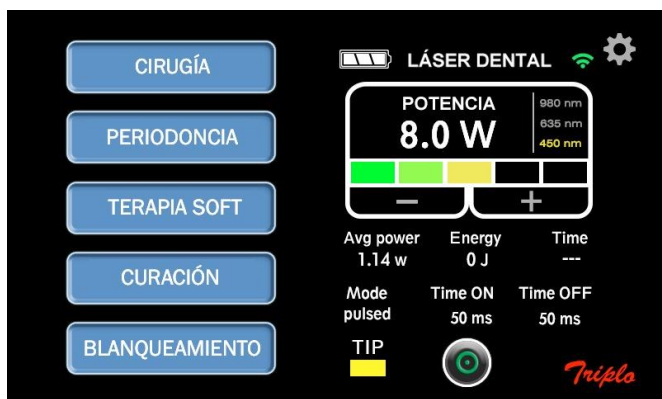 CIRUGÍA
PERIODONCIA
TERAPIA SOFT
CURACIÓN
BLANQUEAMIENTO
LÁSER DENTAL
POTENCIA
8.0 W
980 nm
635 nm
450 nm
− +
Avg power Energy Time
1.14 w 0 J ---
Mode Time ON Time OFF
pulsed 50 ms 50 ms
TIP
Triplo